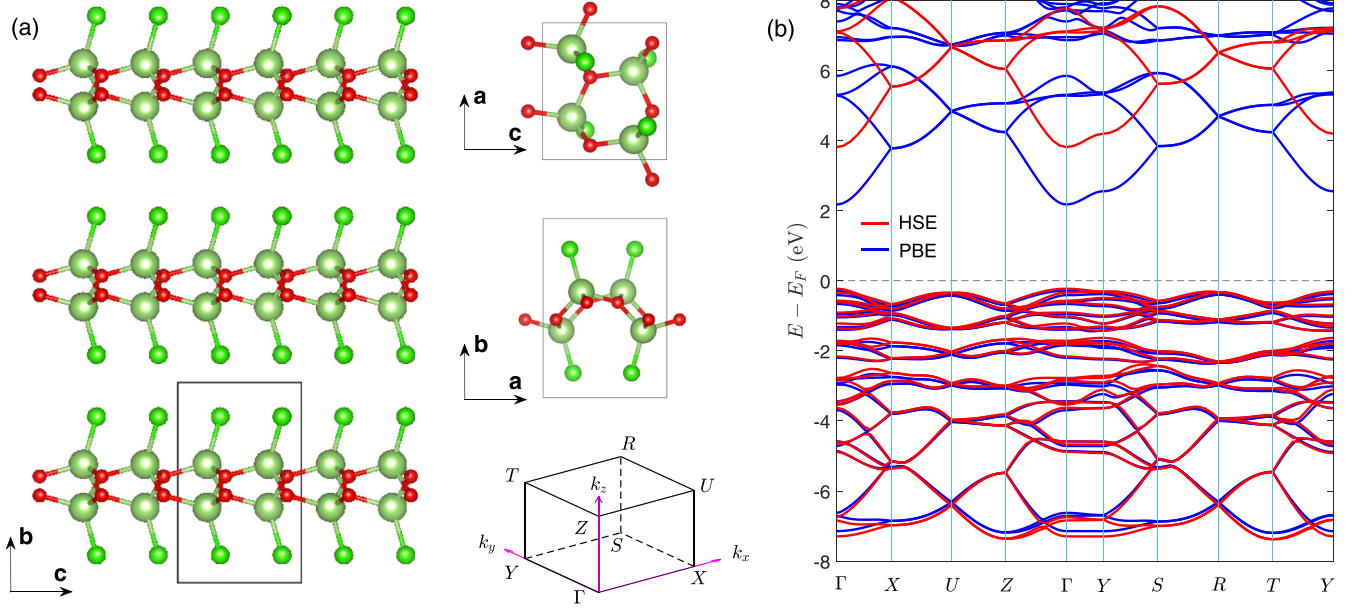 (a)
b
c
a
c
b
a
R
T
U
k_z
Z
S
k_y
k_x
Y
X
Γ
(b)
8
6
4
2
0
-2
-4
-6
-8
E − E_F (eV)
HSE
PBE
Γ X U Z Γ Y S R T Y